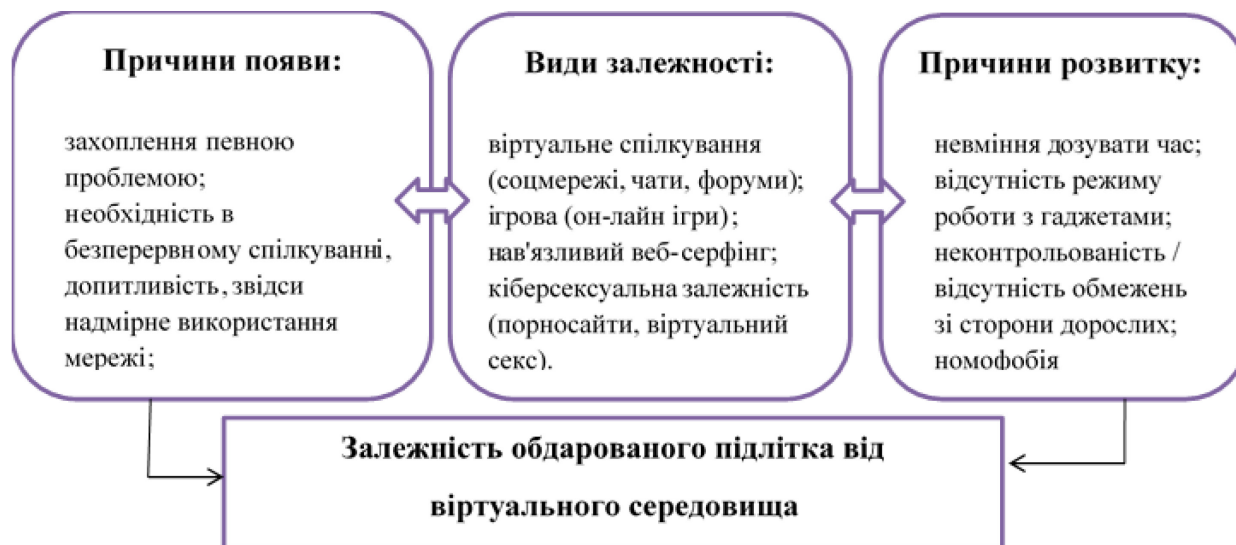 Причини появи:
захоплення певною
проблемою;
необхідність в
безперервному спілкуванні,
допитливість, звідси
надмірне використання
мережі;
Види залежності:
віртуальне спілкування
(соцмережі, чати, форуми);
ігрова (он-лайн ігри);
нав'язливий веб-серфінг;
кіберсексуальна залежність
(порносайти, віртуальний
секс).
Причини розвитку:
невміння дозувати час;
відсутність режиму
роботи з гаджетами;
неконтрольованість /
відсутність обмежень
зі сторони дорослих;
номофобія
Залежність обдарованого підлітка від
віртуального середовища